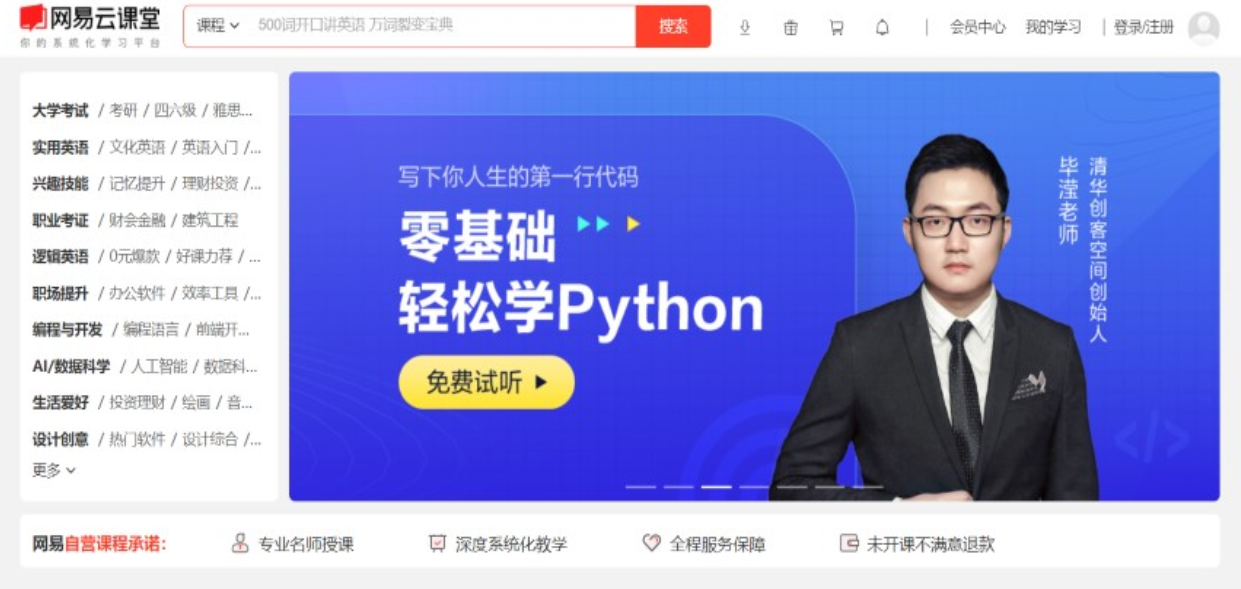 网易云课堂
你的系统化学习平台
课程 500词开口讲英语 万词裂变宝典 搜索
| 会员中心 我的学习 | 登录/注册
大学考试 / 考研 / 四六级 / 雅思...
实用英语 / 文化英语 / 英语入门 /...
兴趣技能 / 记忆提升 / 理财投资 /...
职业考证 / 财会金融 / 建筑工程
逻辑英语 / 0元爆款 / 好课力荐 / ...
职场提升 / 办公软件 / 效率工具 /...
编程与开发 / 编程语言 / 前端开...
AI/数据科学 / 人工智能 / 数据科...
生活爱好 / 投资理财 / 绘画 / 音...
设计创意 / 热门软件 / 设计综合 /...
更多
写下你人生的第一行代码
零基础
轻松学Python
免费试听
清华创客空间创始人
毕滢老师
</>
网易自营课程承诺：
专业名师授课
深度系统化教学
全程服务保障
未开课不满意退款